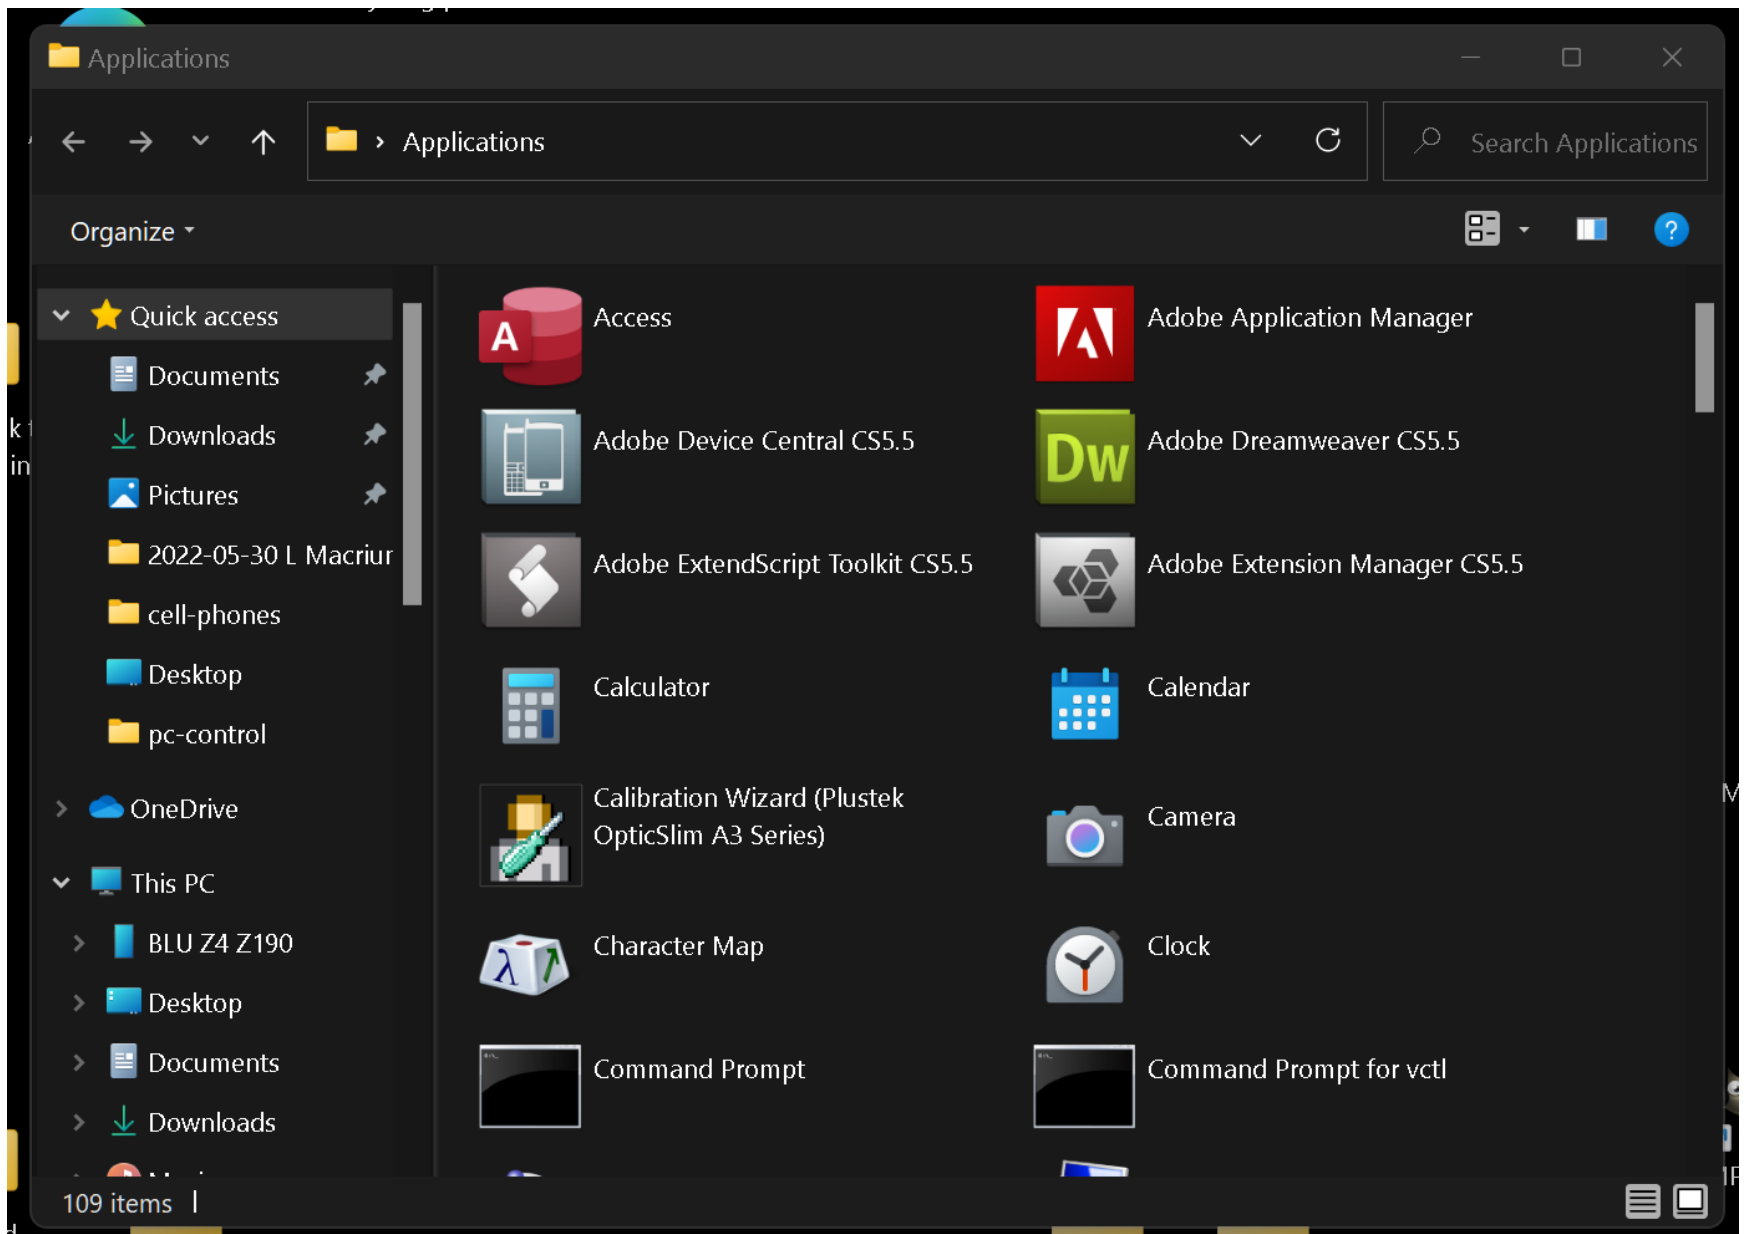 Applications
Applications
Search Applications
Organize
Quick access
Documents
Downloads
Pictures
2022-05-30 L Macriur
cell-phones
Desktop
pc-control
OneDrive
This PC
BLU Z4 Z190
Desktop
Documents
Downloads
Access
Adobe Application Manager
Adobe Device Central CS5.5
Adobe Dreamweaver CS5.5
Adobe ExtendScript Toolkit CS5.5
Adobe Extension Manager CS5.5
Calculator
Calendar
Calibration Wizard (Plustek
OpticSlim A3 Series)
Camera
Character Map
Clock
Command Prompt
Command Prompt for vctl
109 items